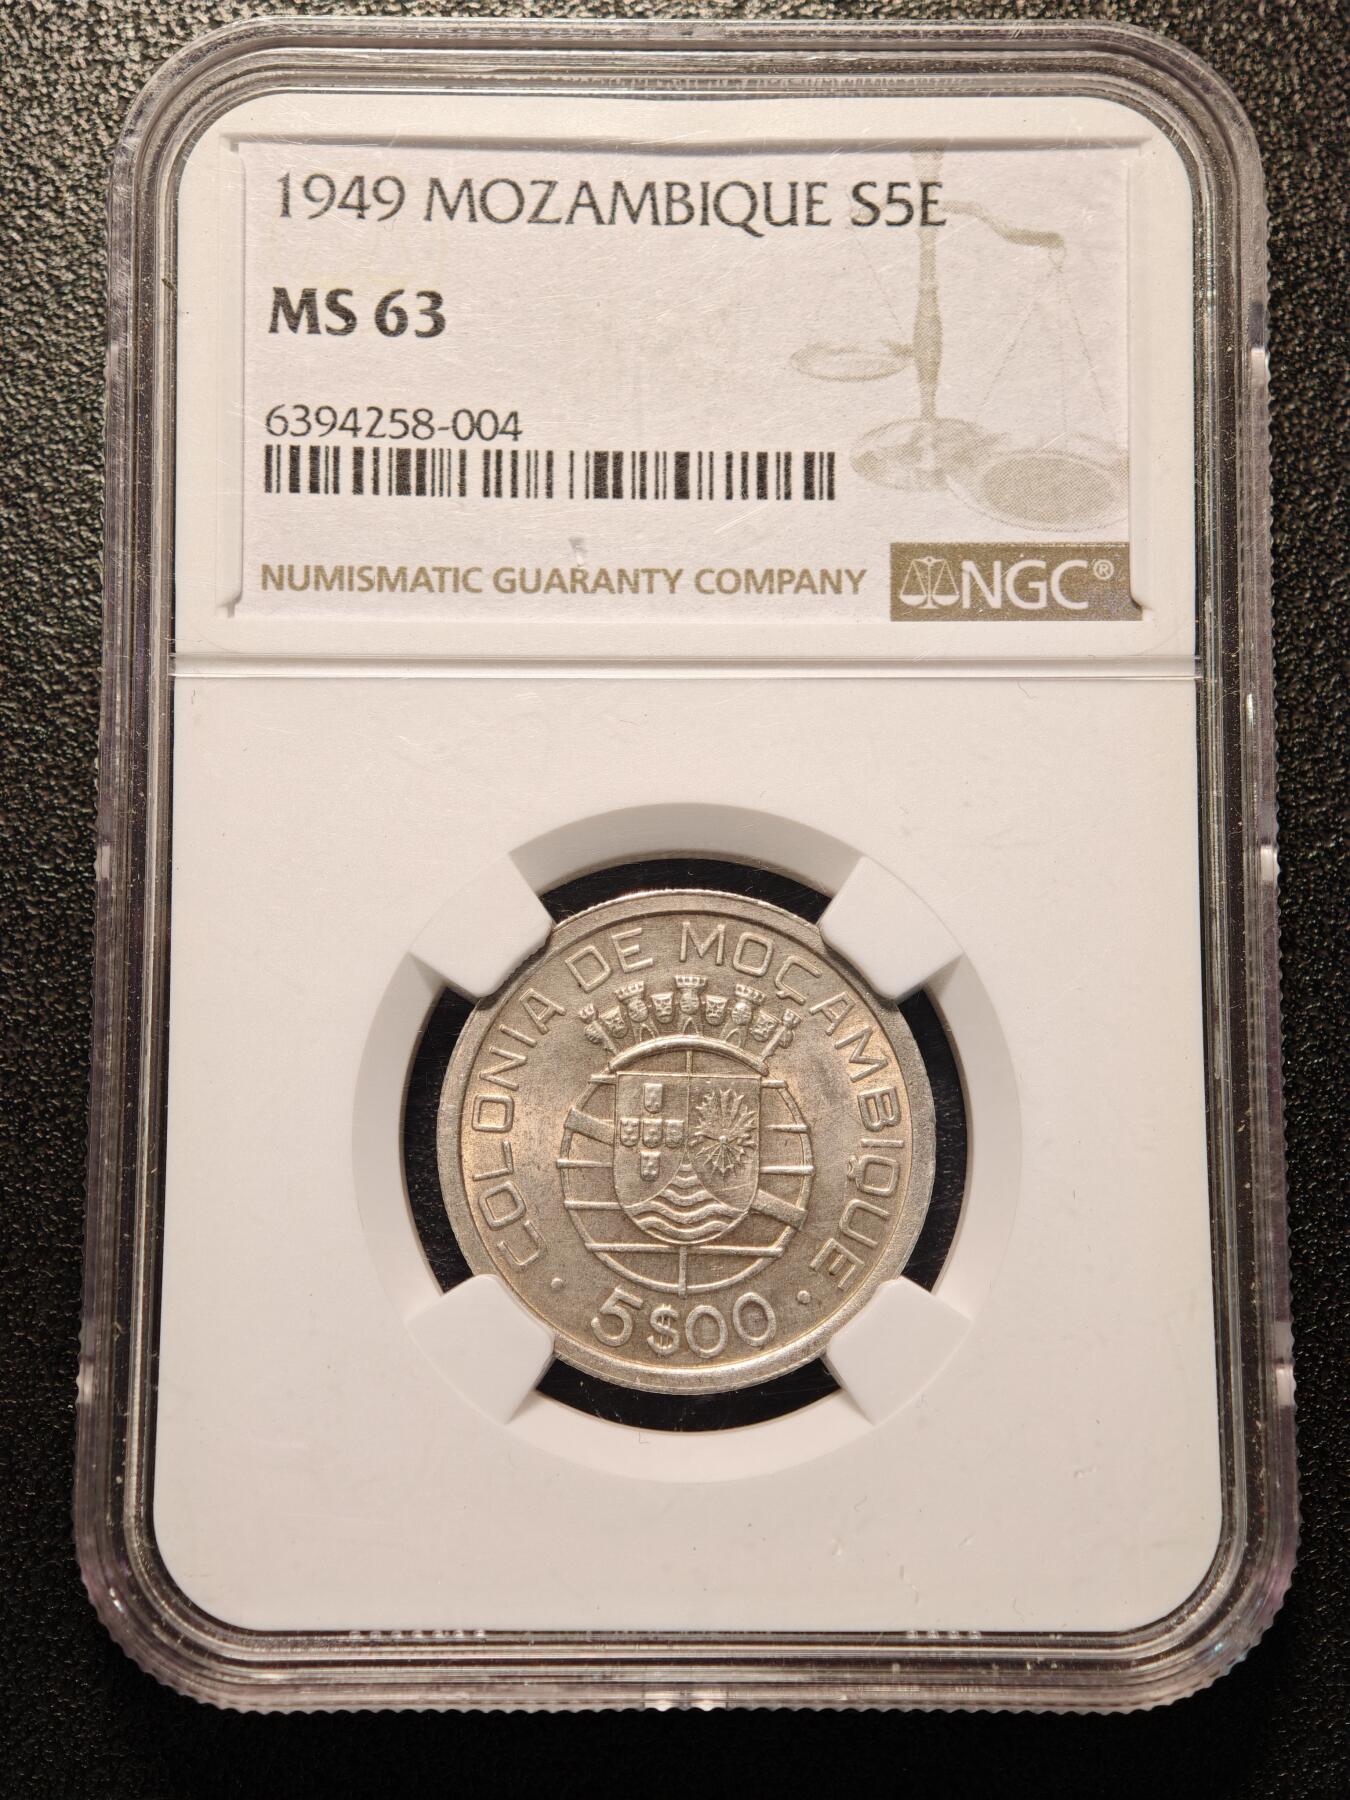 1949 MOZAMBIQUE S5E
MS 63
6394258-004
NUMISMATIC GUARANTY COMPANY
NGC®
COLONIA DE MOÇAMBIQUE
· 5$00 ·